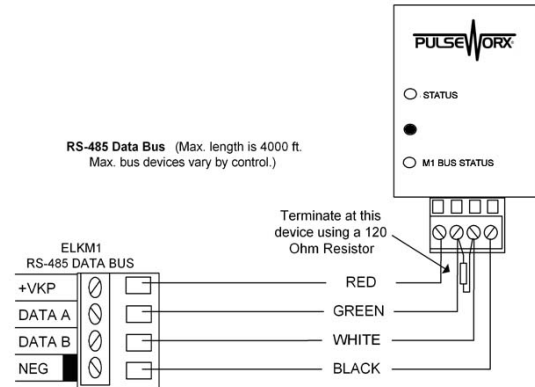 PULSEWORX
STATUS
M1 BUS STATUS
RS-485 Data Bus (Max. length is 4000 ft.
Max. bus devices vary by control.)
Terminate at this
device using a 120
Ohm Resistor
ELKM1
RS-485 DATA BUS
+VKP
DATA A
DATA B
NEG
RED
GREEN
WHITE
BLACK